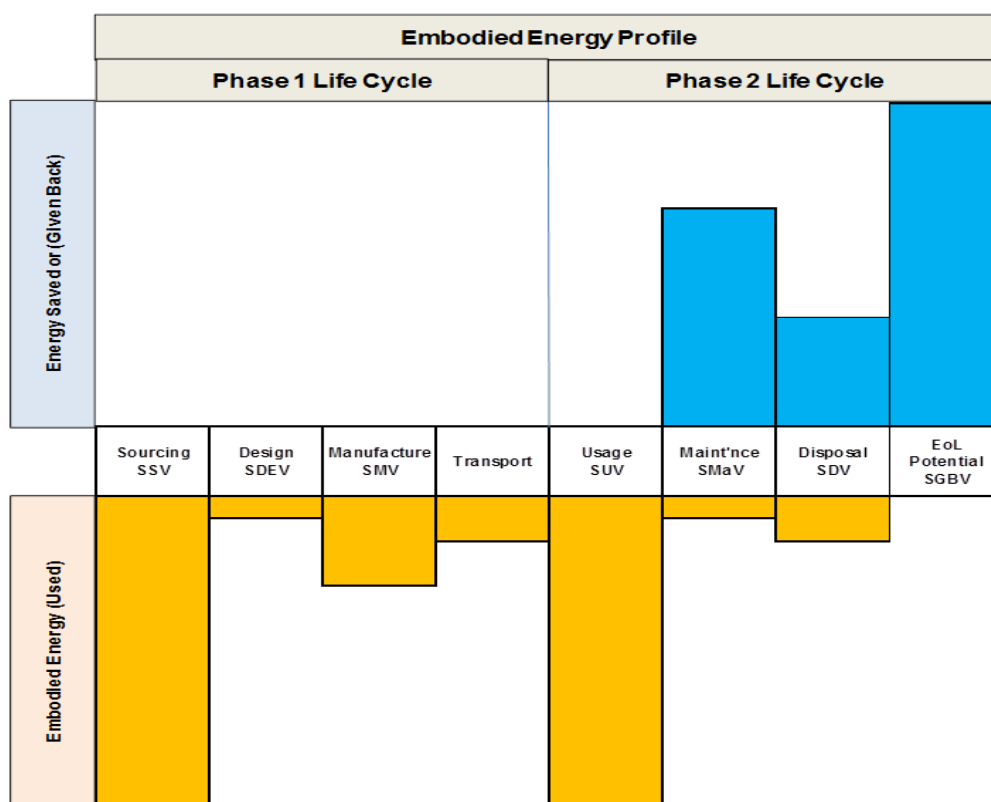 Embodied Energy Profile
Phase 1 Life Cycle
Phase 2 Life Cycle
Energy Saved or (Given Back)
Sourcing
SSV
Design
SDEV
Manufacture
SMV
Transport
Usage
SUV
Maint'nce
SMaV
Disposal
SDV
EoL
Potential
SGBV
Embodied Energy (Used)